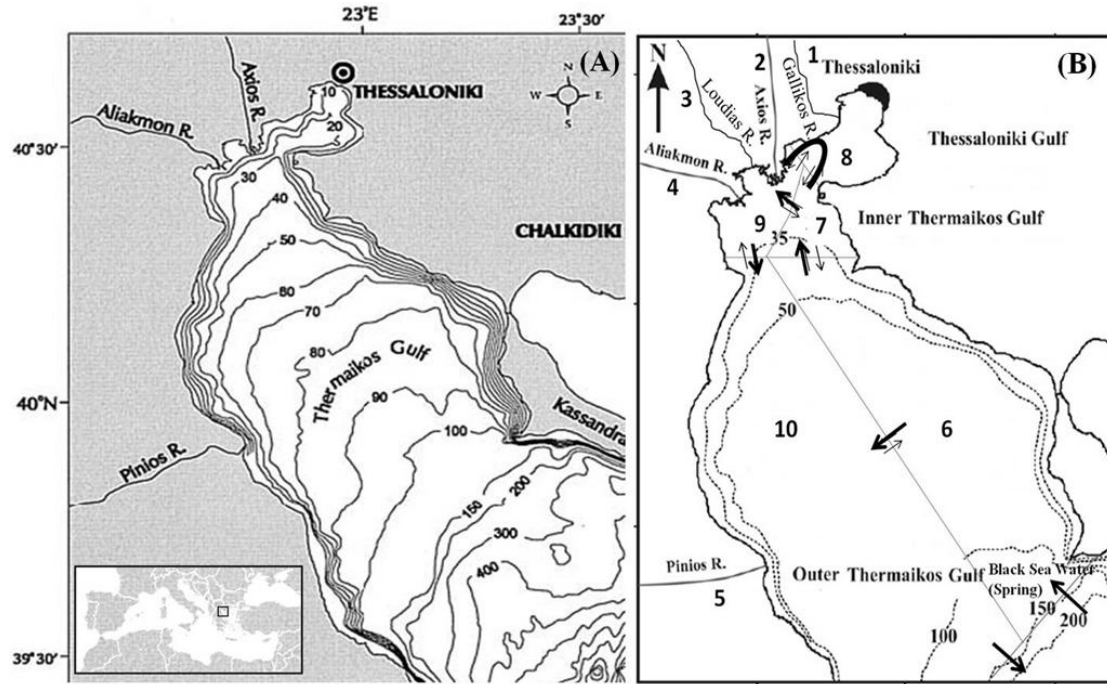 23°E
23°30'
(A)
10
THESSALONIKI
20
N
W
E
S
Axios R.
Aliakmon R.
40°30'
30
40
50
60
70
CHALKIDIKI
80
Thermaikos Gulf
90
100
40°N
Kassandra
Pinios R.
150
200
300
400
39°30'
23°E
23°30'
N
(B)
1
2
3
Thessaloniki
Loudias R.
Axios R.
Gallikos R.
Aliakmon R.
4
8
Thessaloniki Gulf
9
7
Inner Thermaikos Gulf
35
50
10
6
Pinios R.
5
Outer Thermaikos Gulf
Black Sea Water
(Spring)
150
200
100